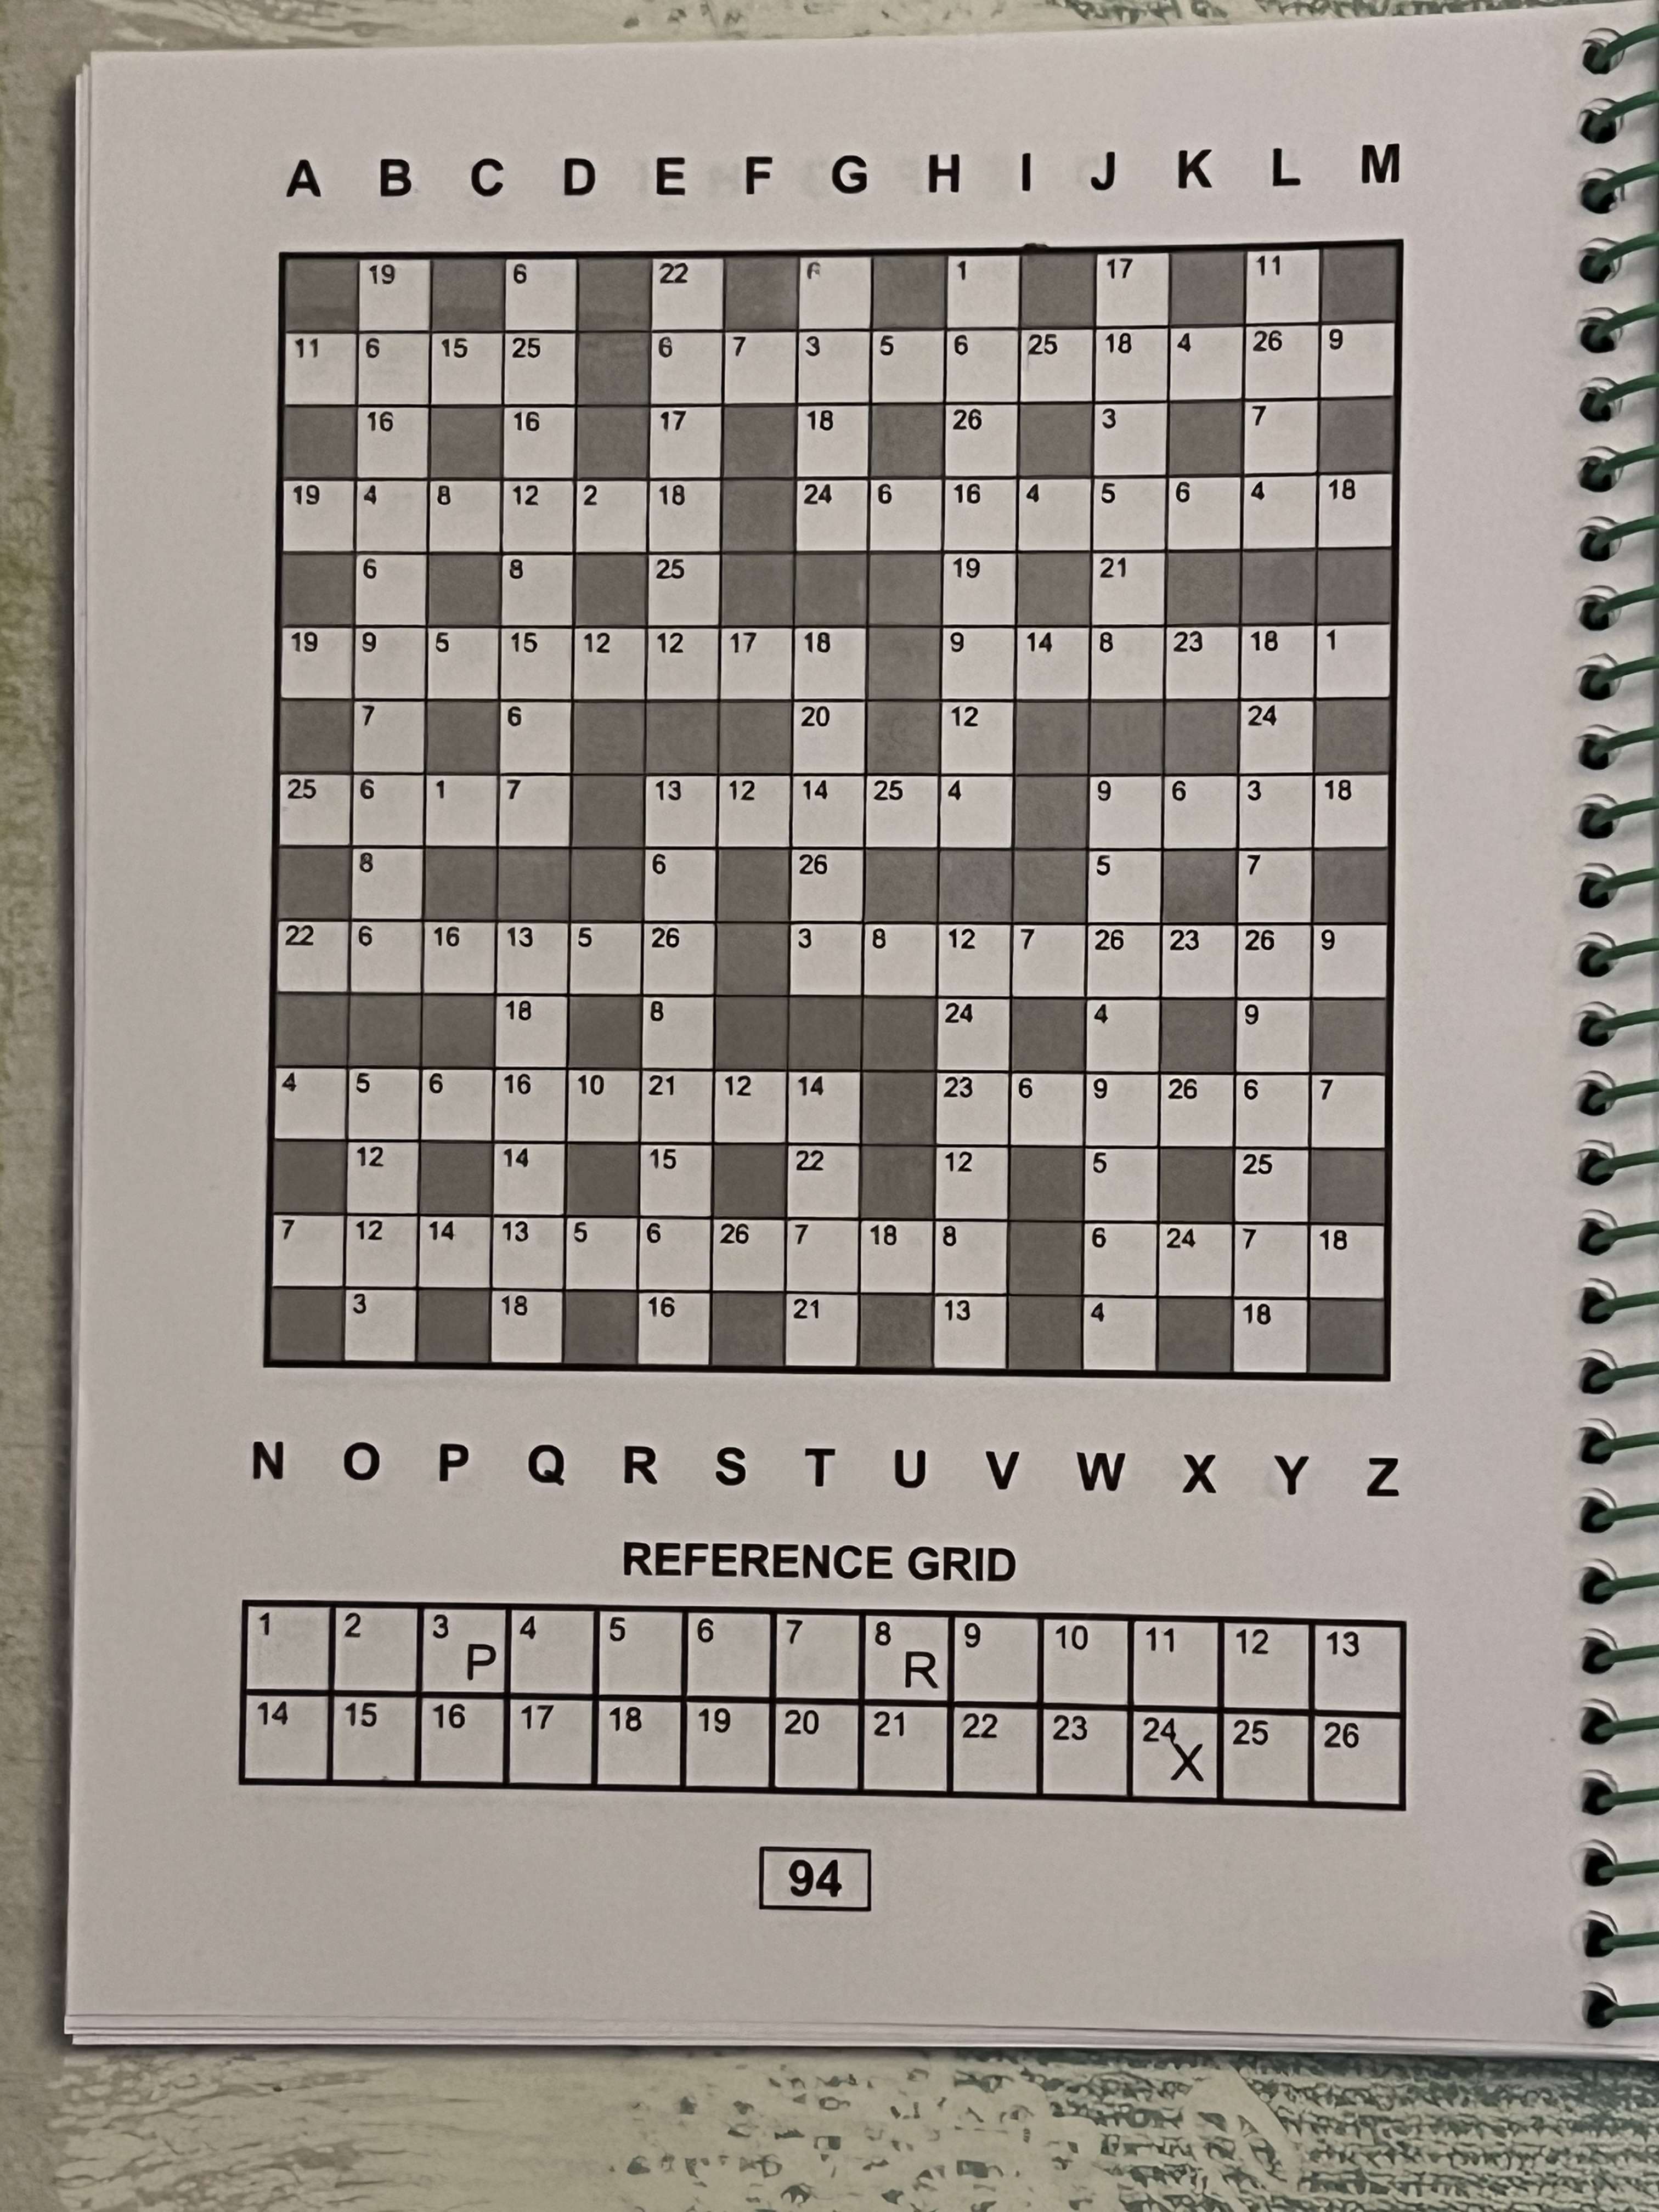 A B C D E F G H I J K L M
19 6 22 6 1 17 11
11 6 15 25 6 7 3 5 6 25 18 4 26 9
16 16 17 18 26 3 7
19 4 8 12 2 18 24 6 16 4 5 6 4 18
6 8 25 19 21
19 9 5 15 12 12 17 18 9 14 8 23 18 1
7 6 20 12 24
25 6 1 7 13 12 14 25 4 9 6 3 18
8 6 26 5 7
22 6 16 13 5 26 3 8 12 7 26 23 26 9
18 8 24 4 9
4 5 6 16 10 21 12 14 23 6 9 26 6 7
12 14 15 22 12 5 25
7 12 14 13 5 6 26 7 18 8 6 24 7 18
3 18 16 21 13 4 18
N O P Q R S T U V W X Y Z
REFERENCE GRID
1 2 3 P 4 5 6 7 8 R 9 10 11 12 13
14 15 16 17 18 19 20 21 22 23 24 X 25 26
94